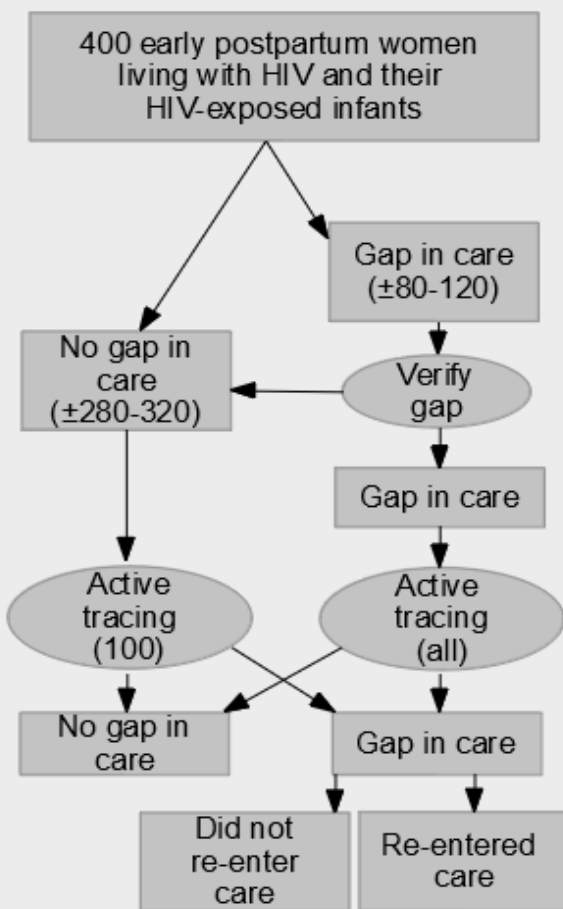 400 early postpartum women
living with HIV and their
HIV-exposed infants
Gap in care
(±80-120)
No gap in
care
(±280-320)
Verify
gap
Gap in care
Active
tracing
(100)
Active
tracing
(all)
No gap in
care
Gap in care
Did not
re-enter
care
Re-entered
care